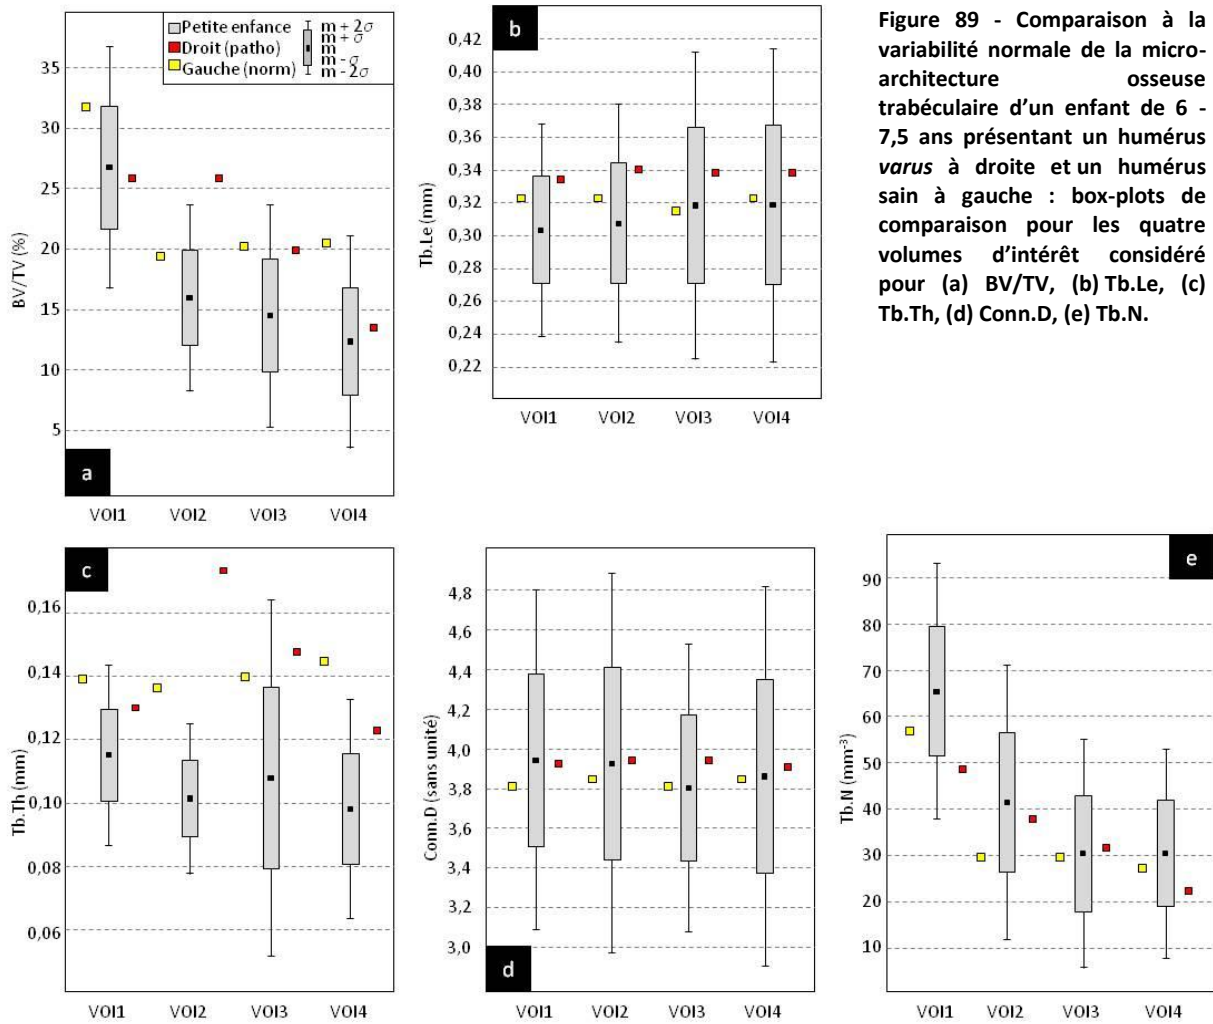 Petite enfance
Droit (patho)
Gauche (norm)
m + 2σ
m + σ
m
m - σ
m - 2σ
35
30
25
20
15
10
5
BV/TV (%)
a
VOI1 VOI2 VOI3 VOI4
b
0,42
0,40
0,38
0,36
0,34
0,32
0,30
0,28
0,26
0,24
0,22
Tb.Le (mm)
VOI1 VOI2 VOI3 VOI4
Figure 89 - Comparaison à la
variabilité normale de la micro-
architecture osseuse
trabéculaire d’un enfant de 6 -
7,5 ans présentant un humérus
varus à droite et un humérus
sain à gauche : box-plots de
comparaison pour les quatre
volumes d’intérêt considéré
pour (a) BV/TV, (b) Tb.Le, (c)
Tb.Th, (d) Conn.D, (e) Tb.N.
c
0,16
0,14
0,12
0,10
0,08
0,06
Tb.Th (mm)
VOI1 VOI2 VOI3 VOI4
4,8
4,6
4,4
4,2
4,0
3,8
3,6
3,4
3,2
3,0
Conn.D (sans unité)
d
VOI1 VOI2 VOI3 VOI4
e
90
80
70
60
50
40
30
20
10
Tb.N (mm⁻³)
VOI1 VOI2 VOI3 VOI4